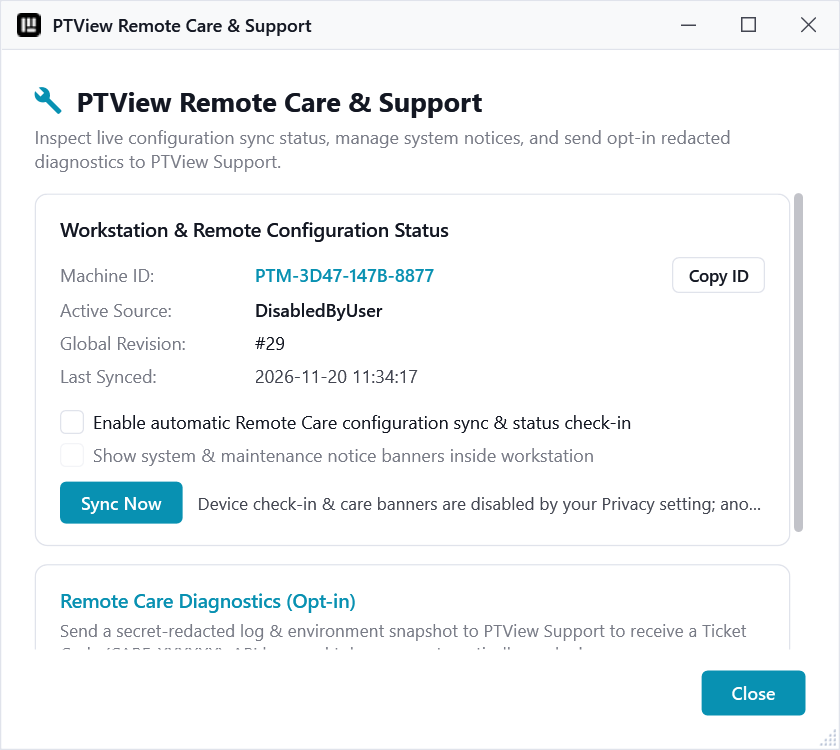 PTView Remote Care & Support
PTView Remote Care & Support
Inspect live configuration sync status, manage system notices, and send opt-in redacted
diagnostics to PTView Support.
Workstation & Remote Configuration Status
Machine ID:
PTM-3D47-147B-8877
Copy ID
Active Source:
DisabledByUser
Global Revision:
#29
Last Synced:
2026-11-20 11:34:17
Enable automatic Remote Care configuration sync & status check-in
Show system & maintenance notice banners inside workstation
Sync Now
Device check-in & care banners are disabled by your Privacy setting; ano...
Remote Care Diagnostics (Opt-in)
Send a secret-redacted log & environment snapshot to PTView Support to receive a Ticket
Close